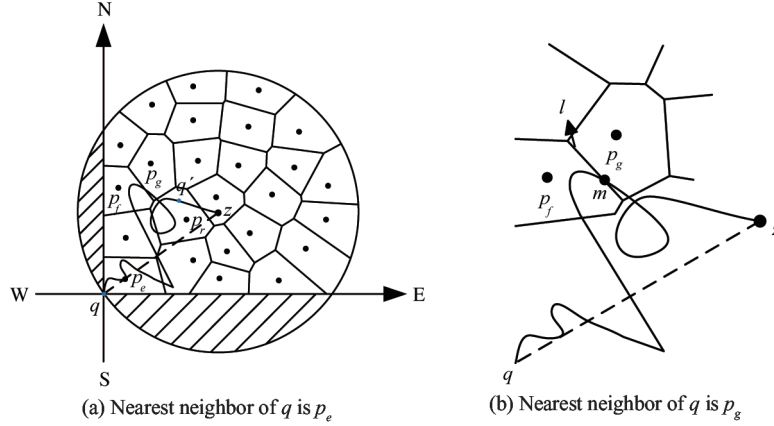 N
l
p_g
p_g
q′
m
p_f
p_f
p_r
z
z
p_e
W
E
q
q
S
(a) Nearest neighbor of q is p_e
(b) Nearest neighbor of q is p_g